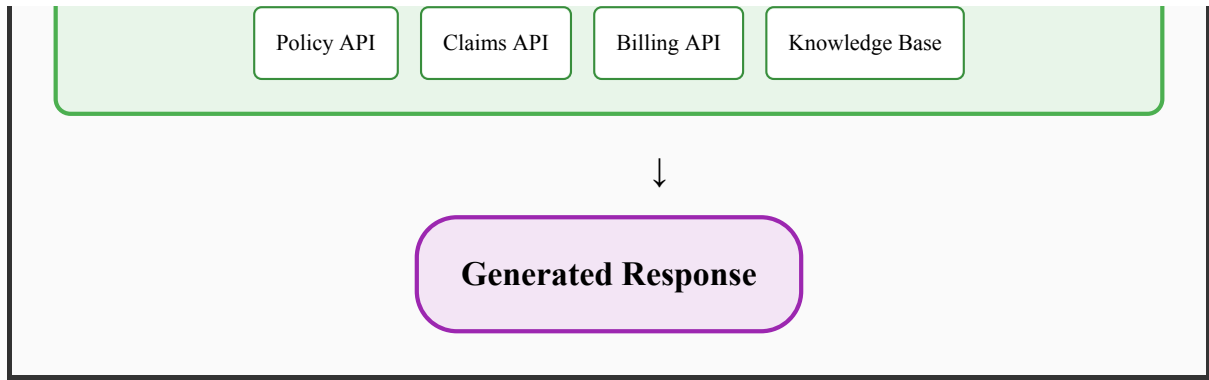 Policy API
Claims API
Billing API
Knowledge Base
↓
Generated Response